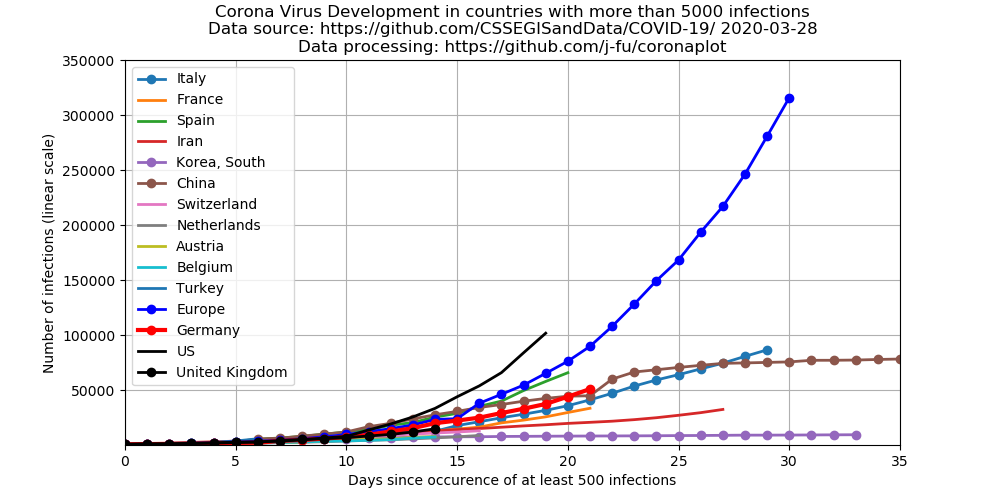 Corona Virus Development in countries with more than 5000 infections
Data source: https://github.com/CSSEGISandData/COVID-19/ 2020-03-28
Data processing: https://github.com/j-fu/coronaplot
350000
300000
250000
200000
150000
100000
50000
Number of infections (linear scale)
Italy
France
Spain
Iran
Korea, South
China
Switzerland
Netherlands
Austria
Belgium
Turkey
Europe
Germany
US
United Kingdom
0 5 10 15 20 25 30 35
Days since occurence of at least 500 infections